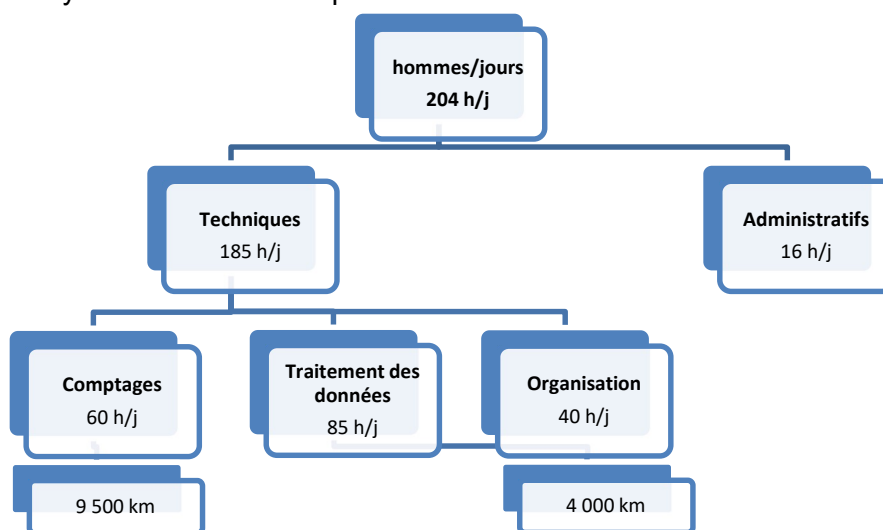 hommes/jours
204 h/j
Techniques
185 h/j
Administratifs
16 h/j
Comptages
60 h/j
Traitement des
données
85 h/j
Organisation
40 h/j
9 500 km
4 000 km